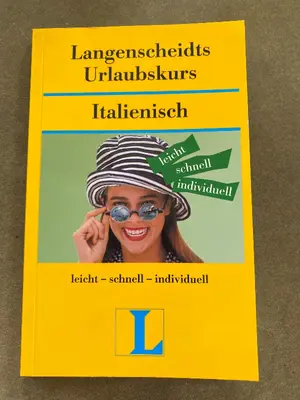 Langenscheidts
Urlaubskurs
Italienisch
leicht
schnell
individuell
leicht – schnell – individuell
L